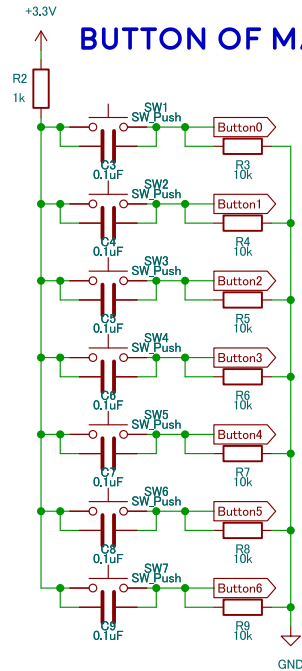 +3.3V
BUTTON OF MA
R2
1k
SW1
SW_Push
C3
0.1uF
Button0
R3
10k
SW2
SW_Push
C4
0.1uF
Button1
R4
10k
SW3
SW_Push
C5
0.1uF
Button2
R5
10k
SW4
SW_Push
C6
0.1uF
Button3
R6
10k
SW5
SW_Push
C7
0.1uF
Button4
R7
10k
SW6
SW_Push
C8
0.1uF
Button5
R8
10k
SW7
SW_Push
C9
0.1uF
Button6
R9
10k
GND